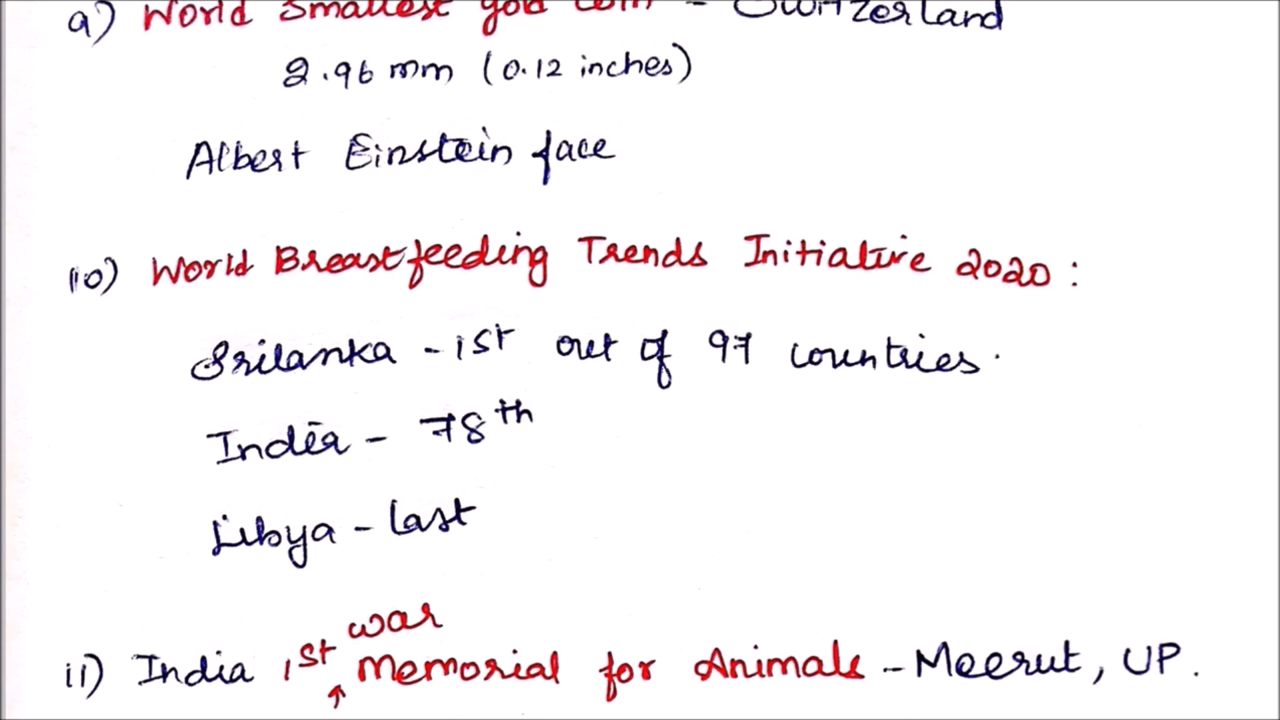 9) World Smallest gold coin - Switzerland
2.96 mm (0.12 inches)
Albert Einstein face
10) World Breastfeeding Trends Initiative 2020 :
Srilanka - 1st out of 97 countries.
India - 78th
Libya - Last
11) India 1st war Memorial for Animals - Meerut, UP.